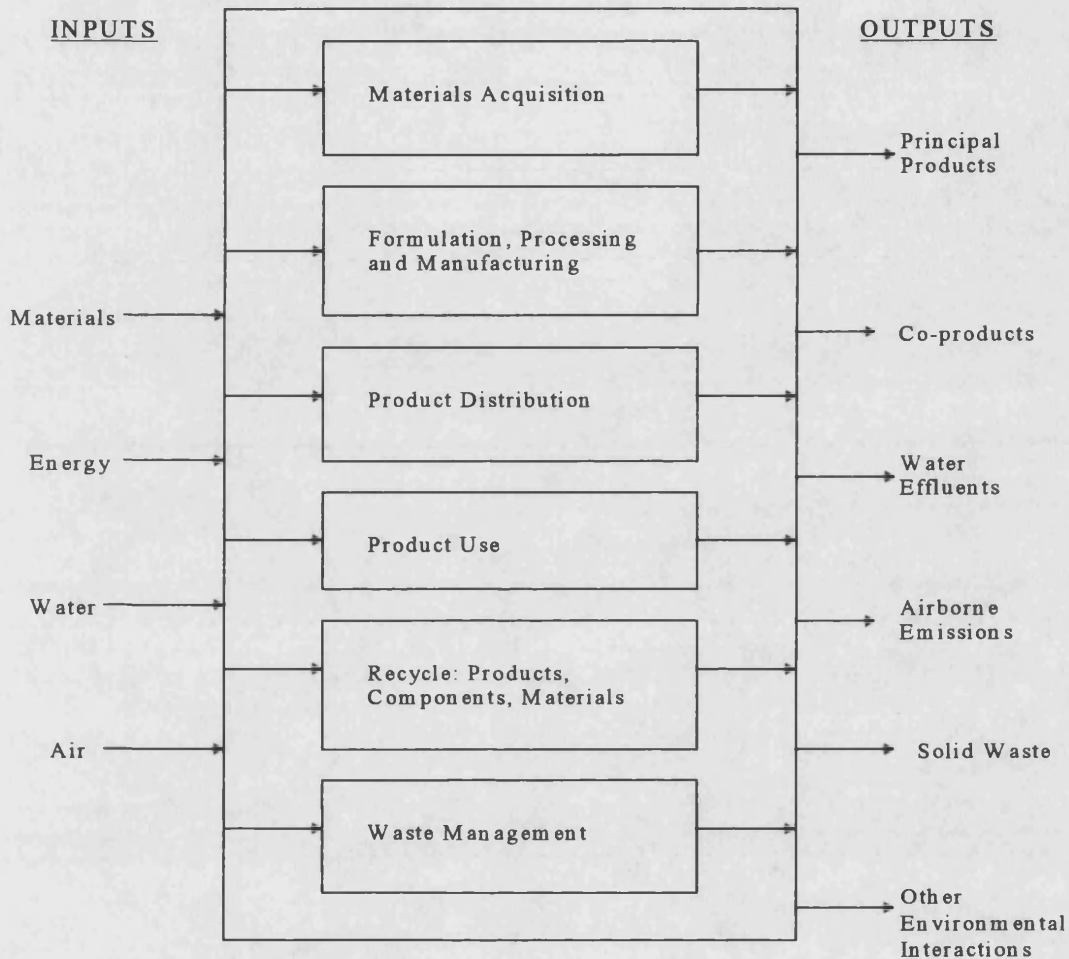 INPUTS
OUTPUTS
Materials Acquisition
Principal
Products
Formulation, Processing
and Manufacturing
Materials
Co-products
Product Distribution
Energy
Water
Effluents
Product Use
Water
Airborne
Emissions
Recycle: Products,
Components, Materials
Air
Solid Waste
Waste Management
Other
Environmental
Interactions